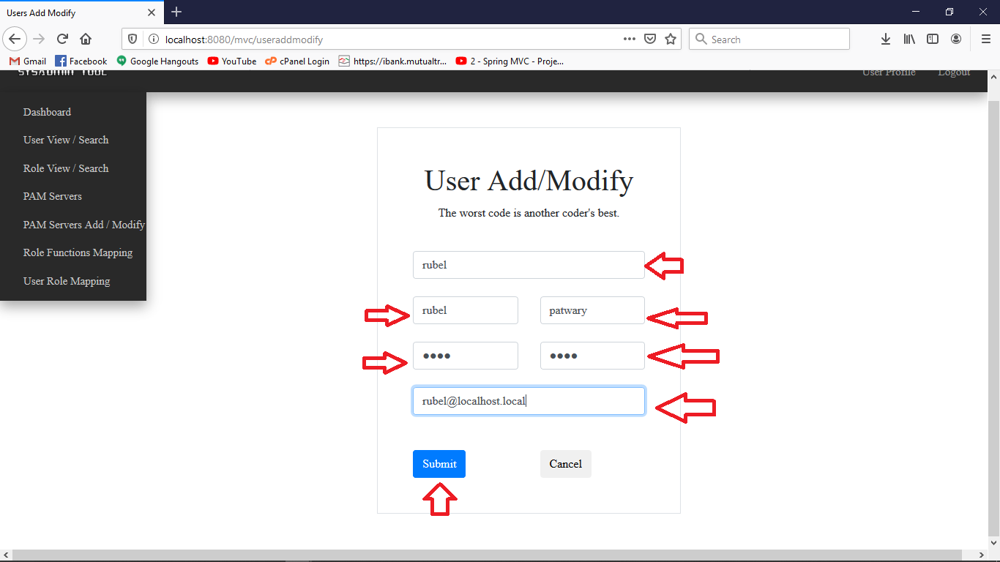 Users Add Modify
localhost:8080/mvc/useraddmodify
Search
Gmail Facebook Google Hangouts YouTube cPanel Login https://ibank.mutualtr... 2 - Spring MVC - Proje...
SYSADMIN TOOL User Profile Logout
Dashboard
User View / Search
Role View / Search
PAM Servers
PAM Servers Add / Modify
Role Functions Mapping
User Role Mapping
User Add/Modify
The worst code is another coder's best.
rubel
rubel patwary
●●●● ●●●●
rubel@localhost.local
Submit Cancel